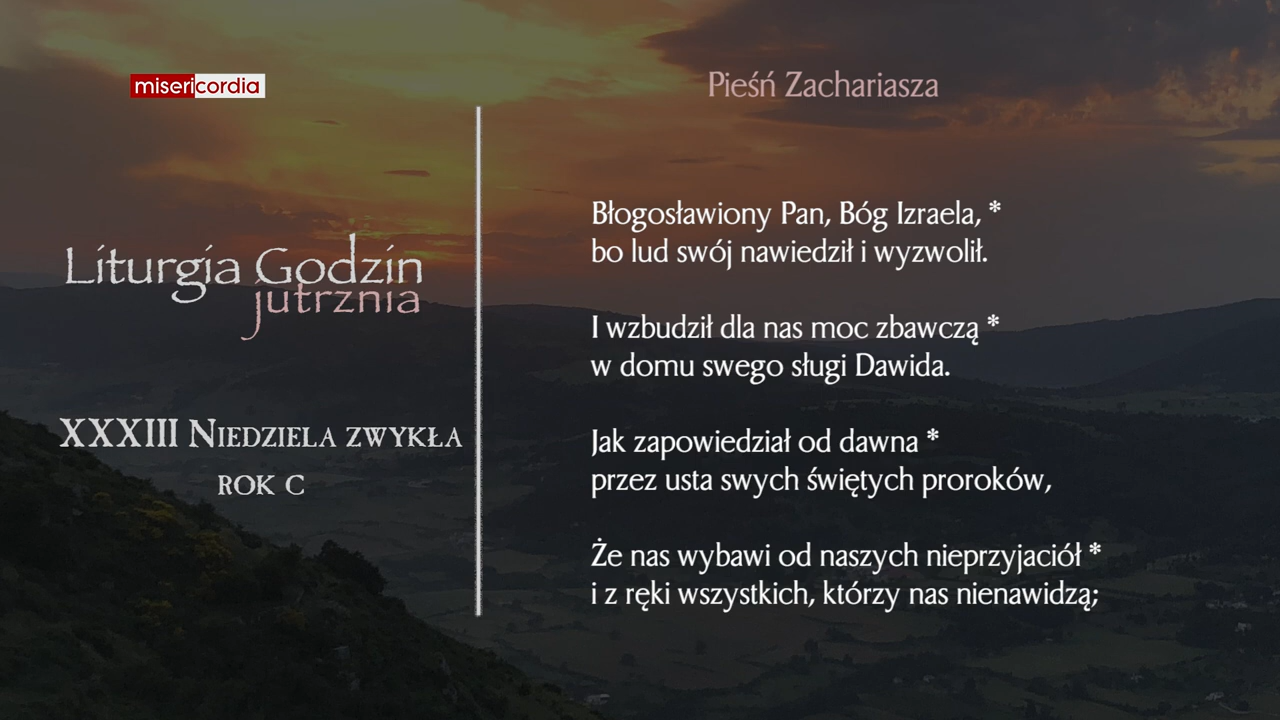 misericordia
Liturgia Godzin
jutrznia
XXXIII Niedziela zwykła
rok C
Pieśń Zachariasza
Błogosławiony Pan, Bóg Izraela, *
bo lud swój nawiedził i wyzwolił.
I wzbudził dla nas moc zbawczą *
w domu swego sługi Dawida.
Jak zapowiedział od dawna *
przez usta swych świętych proroków,
Że nas wybawi od naszych nieprzyjaciół *
i z ręki wszystkich, którzy nas nienawidzą;